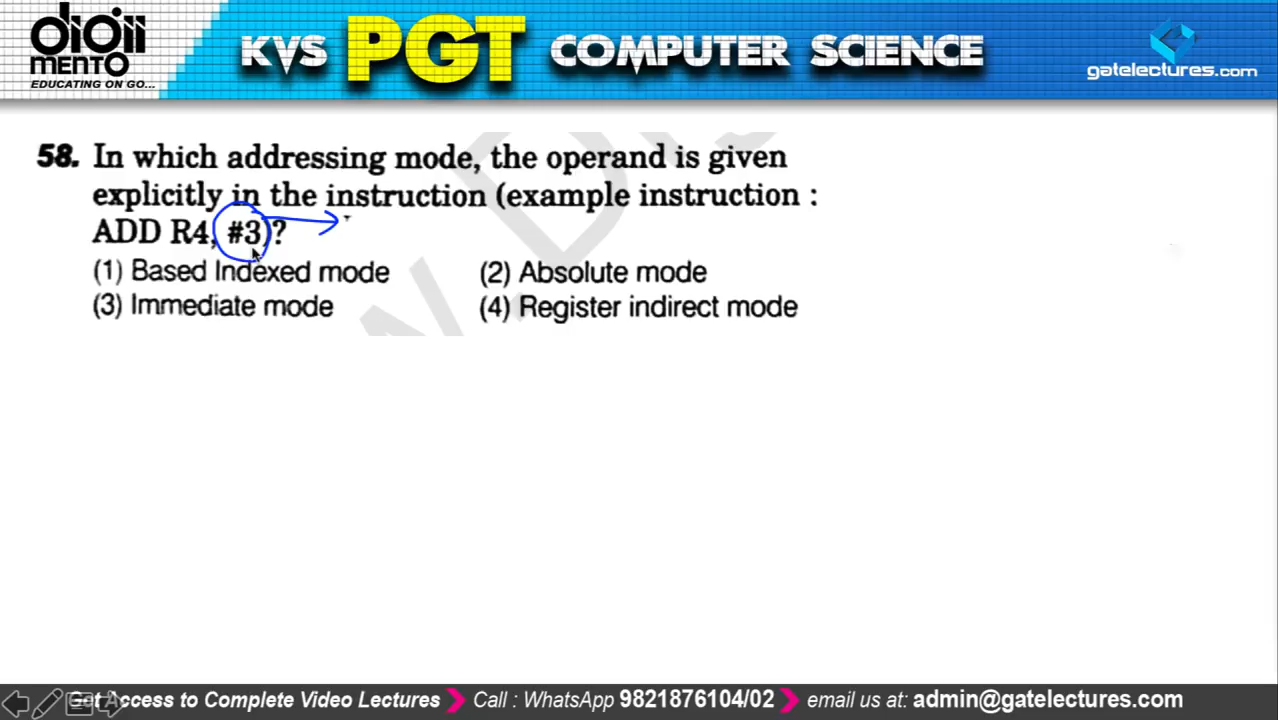 digii
MENTO
EDUCATING ON GO...
KVS PGT COMPUTER SCIENCE
gatelectures.com
58. In which addressing mode, the operand is given
explicitly in the instruction (example instruction :
ADD R4, #3)?
(1) Based Indexed mode (2) Absolute mode
(3) Immediate mode (4) Register indirect mode
Get Access to Complete Video Lectures Call : WhatsApp 9821876104/02 email us at: admin@gatelectures.com